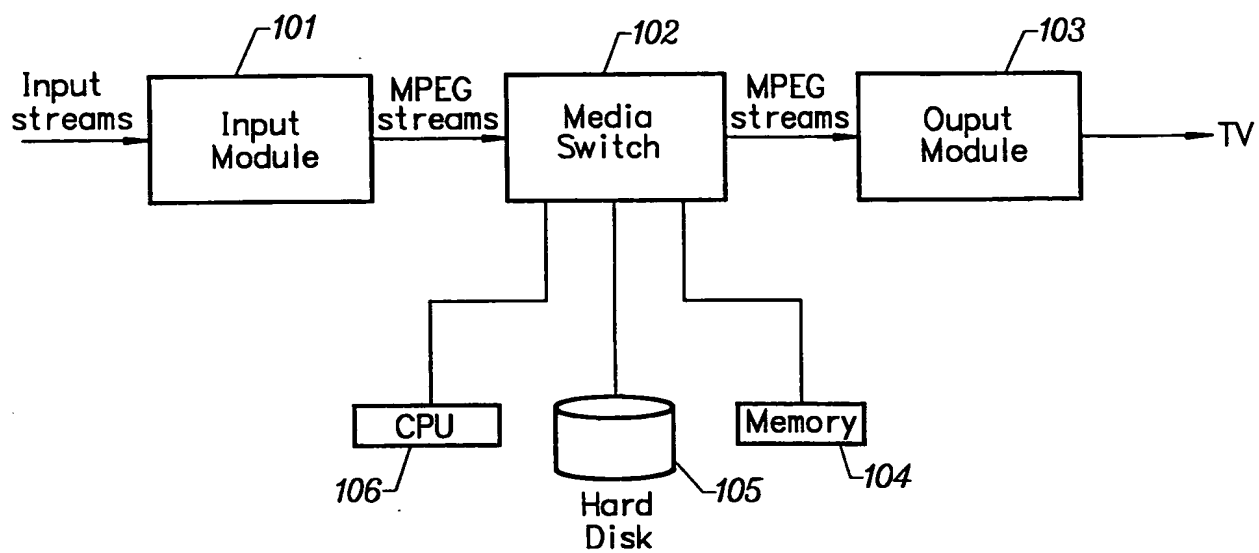 101
102
103
Input
streams
Input
Module
MPEG
streams
Media
Switch
MPEG
streams
Ouput
Module
TV
CPU
106
Hard
Disk
105
Memory
104